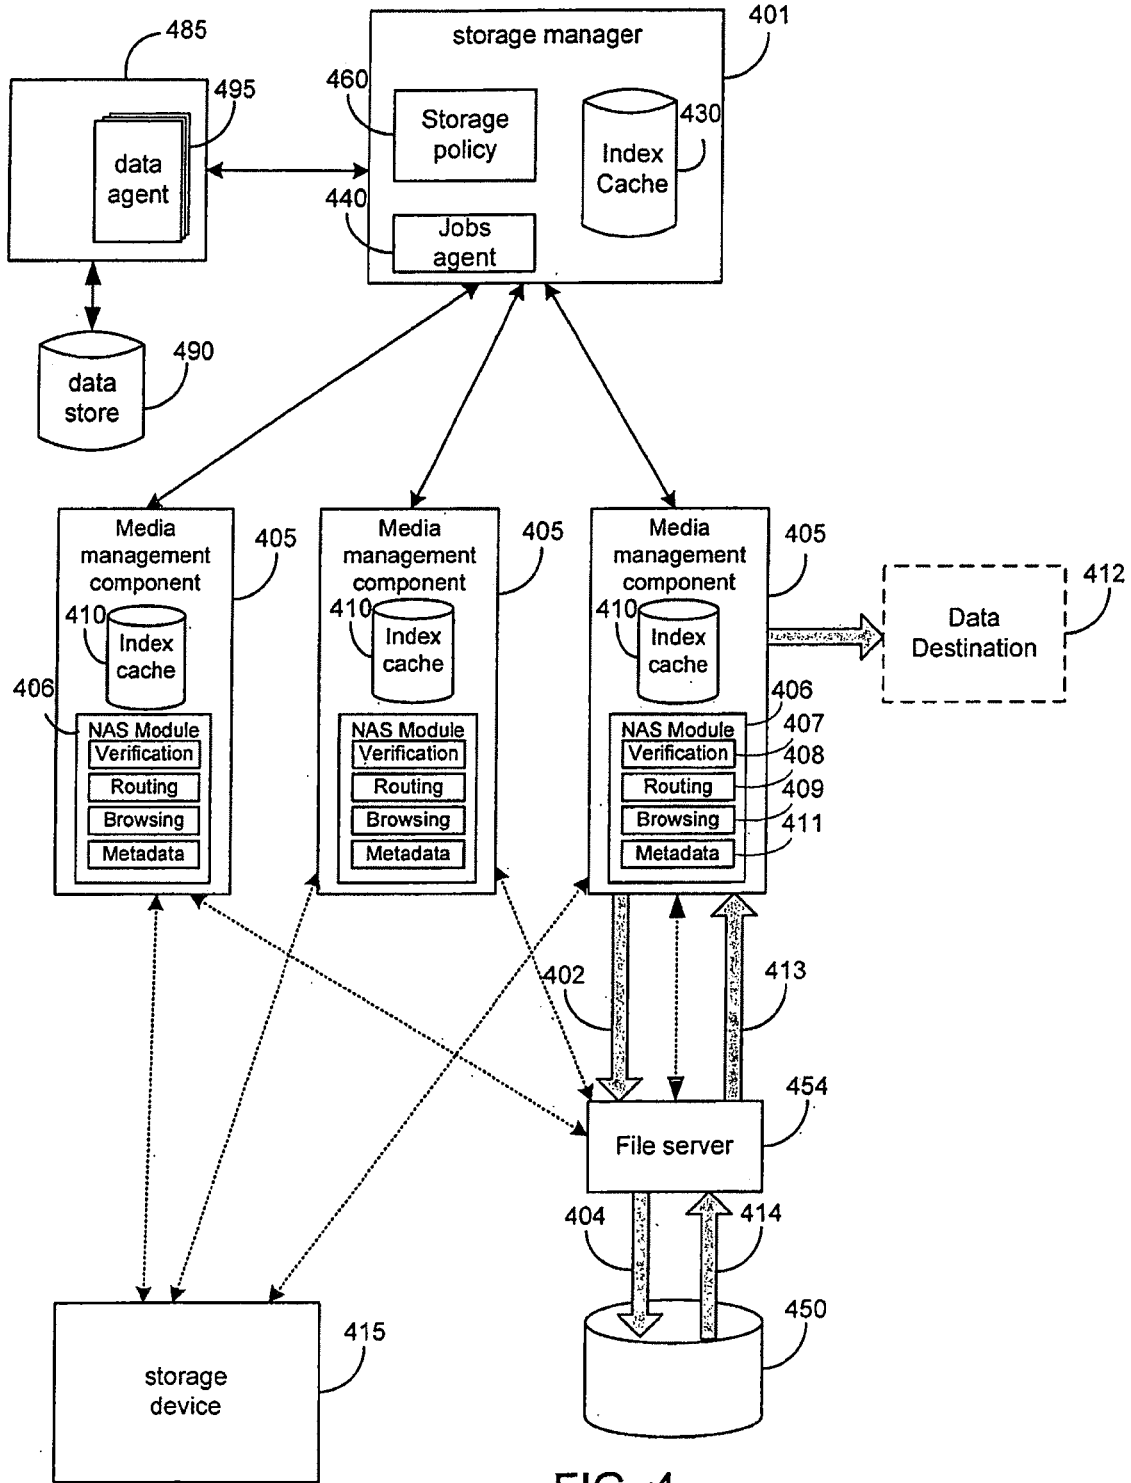 485
495
data
agent
490
data
store
storage manager
401
460
Storage
policy
430
Index
Cache
440
Jobs
agent
Media
management
component
405
410
Index
cache
406
NAS Module
Verification
Routing
Browsing
Metadata
Media
management
component
405
410
Index
cache
NAS Module
Verification
Routing
Browsing
Metadata
Media
management
component
405
410
Index
cache
406
NAS Module
407
Verification
408
Routing
409
Browsing
411
Metadata
412
Data
Destination
402
413
454
File server
404
414
450
415
storage
device
FIG. 4